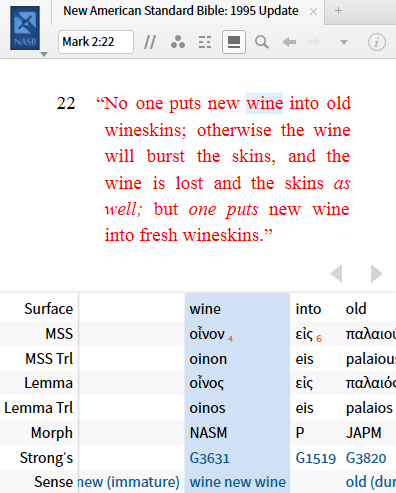 New American Standard Bible: 1995 Update × +
NASB Mark 2:22 // i
22 “No one puts new wine into old
wineskins; otherwise the wine
will burst the skins, and the
wine is lost and the skins as
well; but one puts new wine
into fresh wineskins.”
Surface wine into old
MSS οἶνον 4 εἰς 6 παλαιού
MSS Trl oinon eis palaious
Lemma οἶνος εἰς παλαιός
Lemma Trl oinos eis palaios
Morph NASM P JAPM
Strong's G3631 G1519 G3820
Sense new (immature) wine new wine old (dur